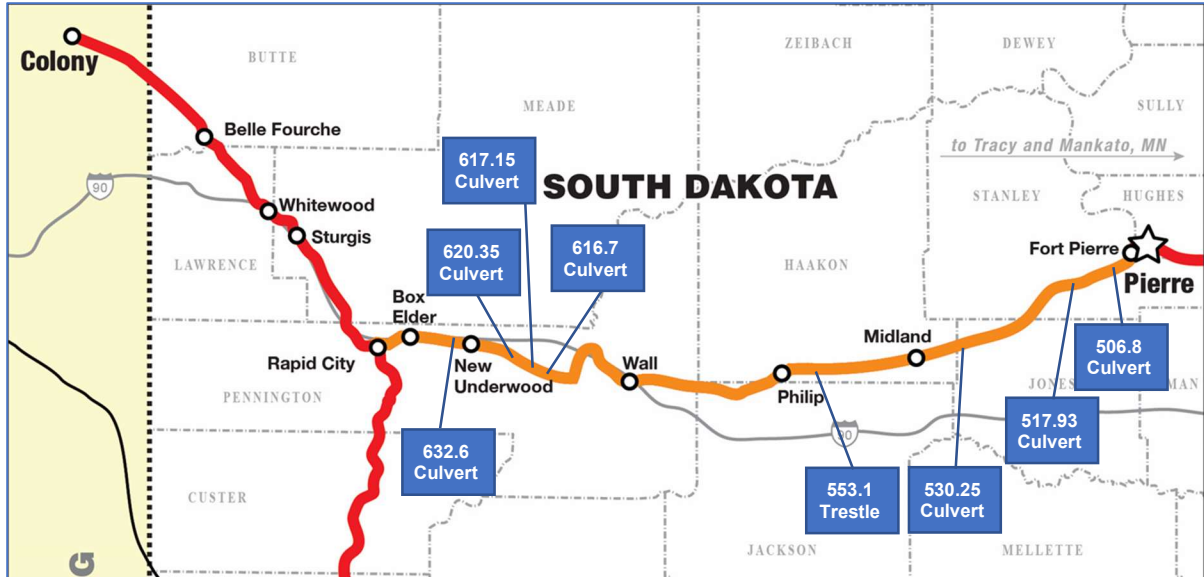 Colony
BUTTE
ZEIBACH
DEWEY
MEADE
SULLY
Belle Fourche
617.15
Culvert
to Tracy and Mankato, MN
90
SOUTH DAKOTA
STANLEY
HUGHES
Whitewood
Sturgis
620.35
Culvert
616.7
Culvert
Fort Pierre
LAWRENCE
HAAKON
Pierre
Box
Elder
Midland
506.8
Culvert
Rapid City
New
Underwood
Wall
Philip
JONES
MAN
PENNINGTON
517.93
Culvert
90
632.6
Culvert
553.1
Trestle
530.25
Culvert
CUSTER
JACKSON
MELLETTE
G